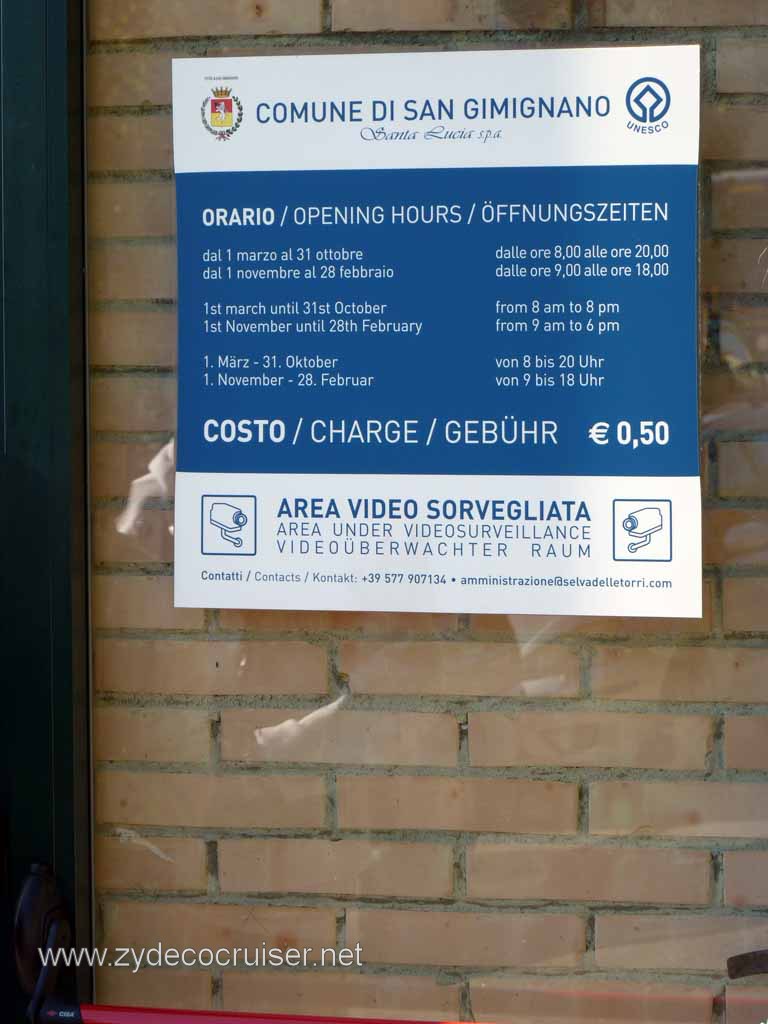 COMUNE DI SAN GIMIGNANO
Santa Lucia s.p.a.
UNESCO
ORARIO / OPENING HOURS / ÖFFNUNGSZEITEN
dal 1 marzo al 31 ottobre dalle ore 8,00 alle ore 20,00
dal 1 novembre al 28 febbraio dalle ore 9,00 alle ore 18,00
1st march until 31st October from 8 am to 8 pm
1st November until 28th February from 9 am to 6 pm
1. März - 31. Oktober von 8 bis 20 Uhr
1. November - 28. Februar von 9 bis 18 Uhr
COSTO / CHARGE / GEBÜHR € 0,50
AREA VIDEO SORVEGLIATA
AREA UNDER VIDEOSURVEILLANCE
VIDEOÜBERWACHTER RAUM
Contatti / Contacts / Kontakt: +39 577 907134 • amministrazione@selvadelletorri.com
www.zydecocruiser.net
CISA